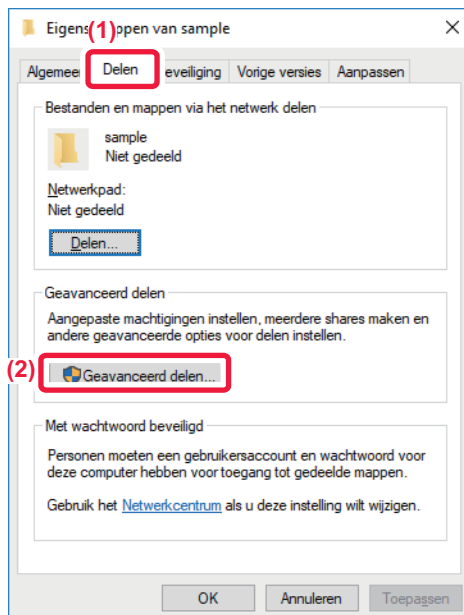 (1)
Eigens ppen van sample
Algemee Delen eveiliging Vorige versies Aanpassen
Bestanden en mappen via het netwerk delen
sample
Niet gedeeld
Netwerkpad:
Niet gedeeld
Delen...
Geavanceerd delen
Aangepaste machtigingen instellen, meerdere shares maken en
andere geavanceerde opties voor delen instellen.
(2)
Geavanceerd delen...
Met wachtwoord beveiligd
Personen moeten een gebruikersaccount en wachtwoord voor
deze computer hebben voor toegang tot gedeelde mappen.
Gebruik het Netwerkcentrum als u deze instelling wilt wijzigen.
OK Annuleren Toepassen